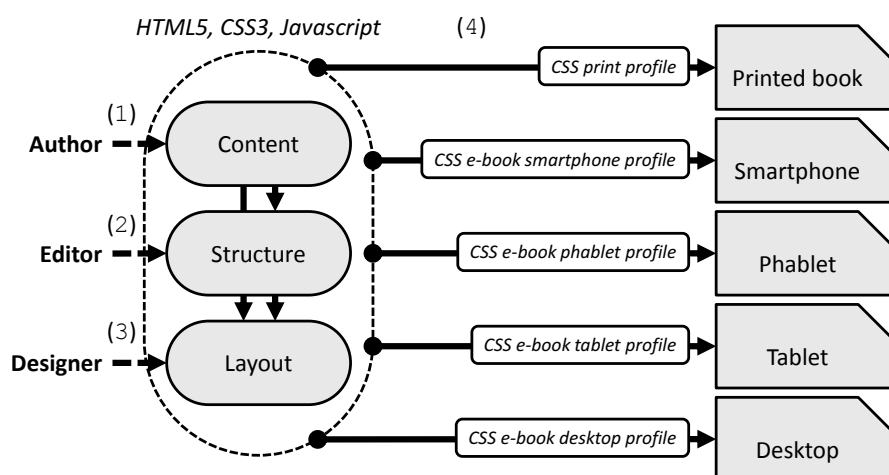 HTML5, CSS3, Javascript
(4)
CSS print profile
Printed book
(1)
Author
Content
CSS e-book smartphone profile
Smartphone
(2)
Editor
Structure
CSS e-book phablet profile
Phablet
(3)
Designer
Layout
CSS e-book tablet profile
Tablet
CSS e-book desktop profile
Desktop